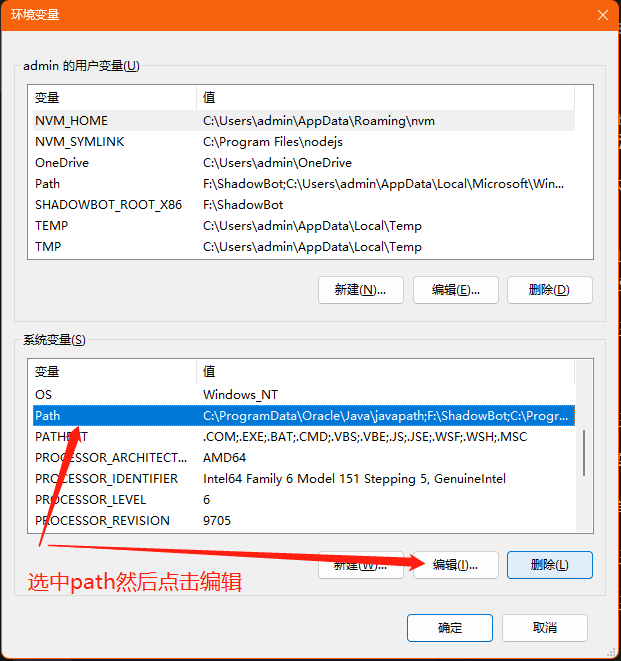 环境变量
admin 的用户变量(U)
变量 值
NVM_HOME C:\Users\admin\AppData\Roaming\nvm
NVM_SYMLINK C:\Program Files\nodejs
OneDrive C:\Users\admin\OneDrive
Path F:\ShadowBot;C:\Users\admin\AppData\Local\Microsoft\Win...
SHADOWBOT_ROOT_X86 F:\ShadowBot
TEMP C:\Users\admin\AppData\Local\Temp
TMP C:\Users\admin\AppData\Local\Temp
新建(N)... 编辑(E)... 删除(D)
系统变量(S)
变量 值
OS Windows_NT
Path C:\ProgramData\Oracle\Java\javapath;F:\ShadowBot;C:\Progr...
PATHEXT .COM;.EXE;.BAT;.CMD;.VBS;.VBE;.JS;.JSE;.WSF;.WSH;.MSC
PROCESSOR_ARCHITECT... AMD64
PROCESSOR_IDENTIFIER Intel64 Family 6 Model 151 Stepping 5, GenuineIntel
PROCESSOR_LEVEL 6
PROCESSOR_REVISION 9705
新建(W)... 编辑(I)... 删除(L)
选中path然后点击编辑
确定 取消